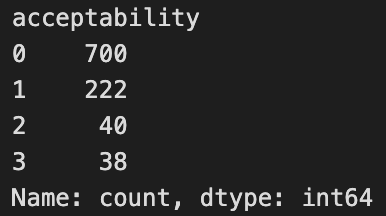 acceptability
0    700
1    222
2     40
3     38
Name: count, dtype: int64